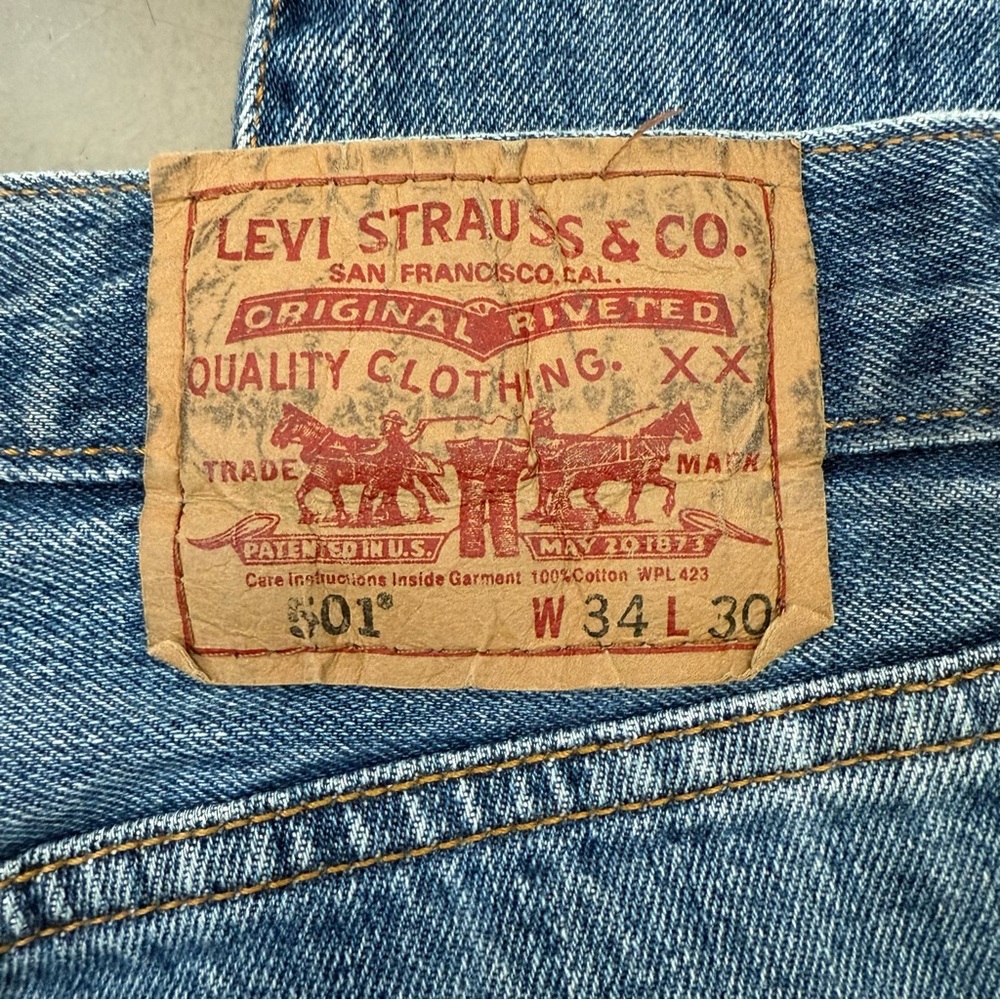 LEVI STRAUSS & CO.
SAN FRANCISCO, CAL.
ORIGINAL RIVETED
QUALITY CLOTHING. XX
TRADE MARK
PATENTED IN U.S. MAY 20 1873
Care Instructions Inside Garment 100% Cotton WPL 423
501® W 34 L 30